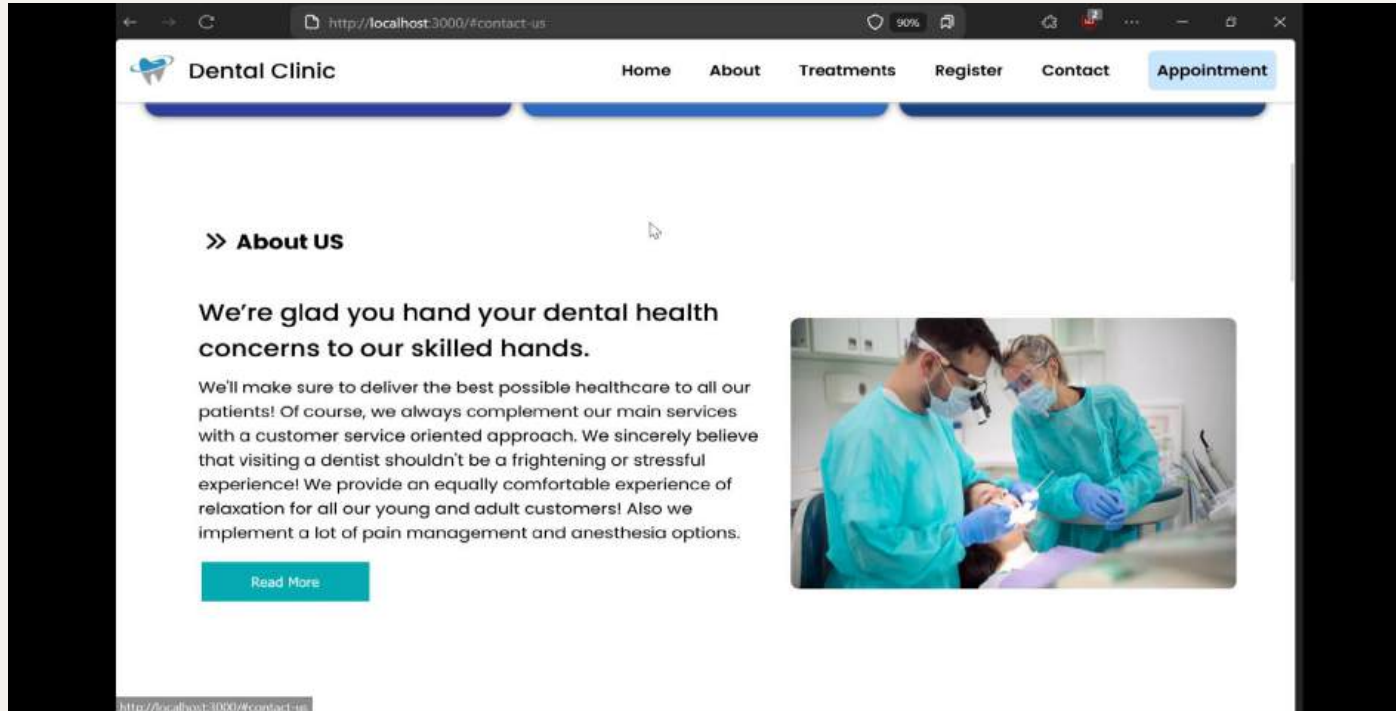 http://localhost:3000/#contact-us
90%
2
Dental Clinic
Home
About
Treatments
Register
Contact
Appointment
About US
We're glad you hand your dental health
concerns to our skilled hands.
We'll make sure to deliver the best possible healthcare to all our
patients! Of course, we always complement our main services
with a customer service oriented approach. We sincerely believe
that visiting a dentist shouldn't be a frightening or stressful
experience! We provide an equally comfortable experience of
relaxation for all our young and adult customers! Also we
implement a lot of pain management and anesthesia options.
Read More
http://localhost:3000/#contact-us